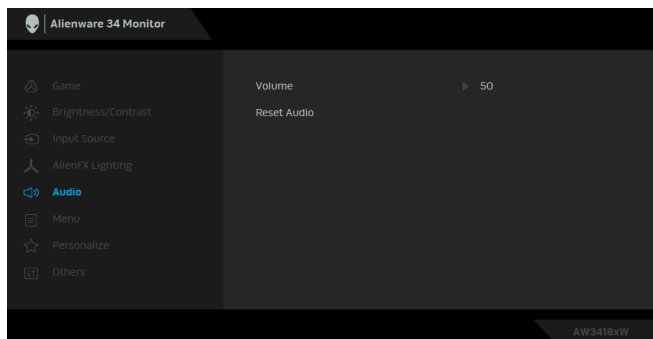 Alienware 34 Monitor
Game
Volume 50
Brightness/Contrast
Reset Audio
Input Source
AlienFX Lighting
Audio
Menu
Personalize
Others
AW3418xW